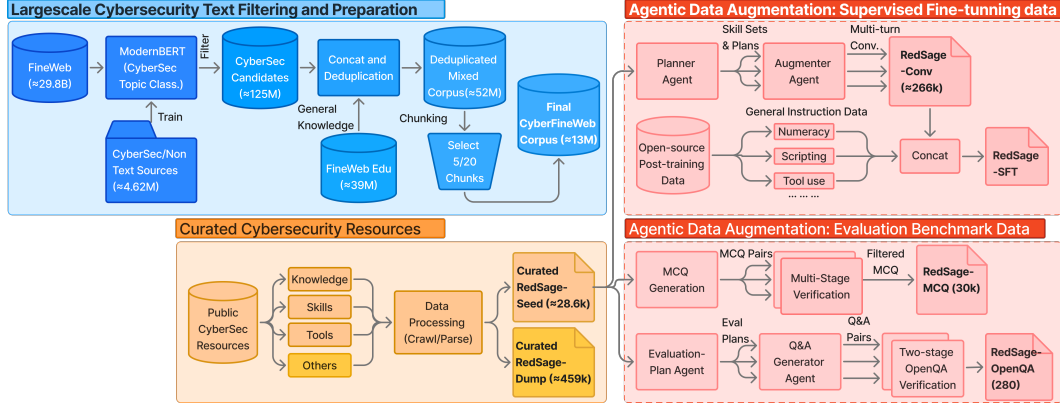 Largescale Cybersecurity Text Filtering and Preparation
FineWeb
(≈29.8B)
ModernBERT
(CyberSec
Topic Class.)
Filter
CyberSec
Candidates
(≈125M)
Concat and
Deduplication
Deduplicated
Mixed
Corpus(≈52M)
Train
CyberSec/Non
Text Sources
(≈4.62M)
General
Knowledge
FineWeb Edu
(≈39M)
Chunking
Select
5/20
Chunks
Final
CyberFineWeb
Corpus (≈13M)
Curated Cybersecurity Resources
Public
CyberSec
Resources
Knowledge
Skills
Tools
Others
Data
Processing
(Crawl/Parse)
Curated
RedSage-
Seed (≈28.6k)
Curated
RedSage-
Dump (≈459k)
Agentic Data Augmentation: Supervised Fine-tunning data
Planner
Agent
Skill Sets
& Plans
Augmenter
Agent
Multi-turn
Conv.
RedSage
-Conv
(≈266k)
General Instruction Data
Open-source
Post-training
Data
Numeracy
Scripting
Tool use
... ... ...
Concat
RedSage
-SFT
Agentic Data Augmentation: Evaluation Benchmark Data
MCQ
Generation
MCQ Pairs
Multi-Stage
Verification
Filtered
MCQ
RedSage-
MCQ (30k)
Evaluation-
Plan Agent
Eval
Plans
Q&A
Generator
Agent
Q&A
Pairs
Two-stage
OpenQA
Verification
RedSage-
OpenQA
(280)